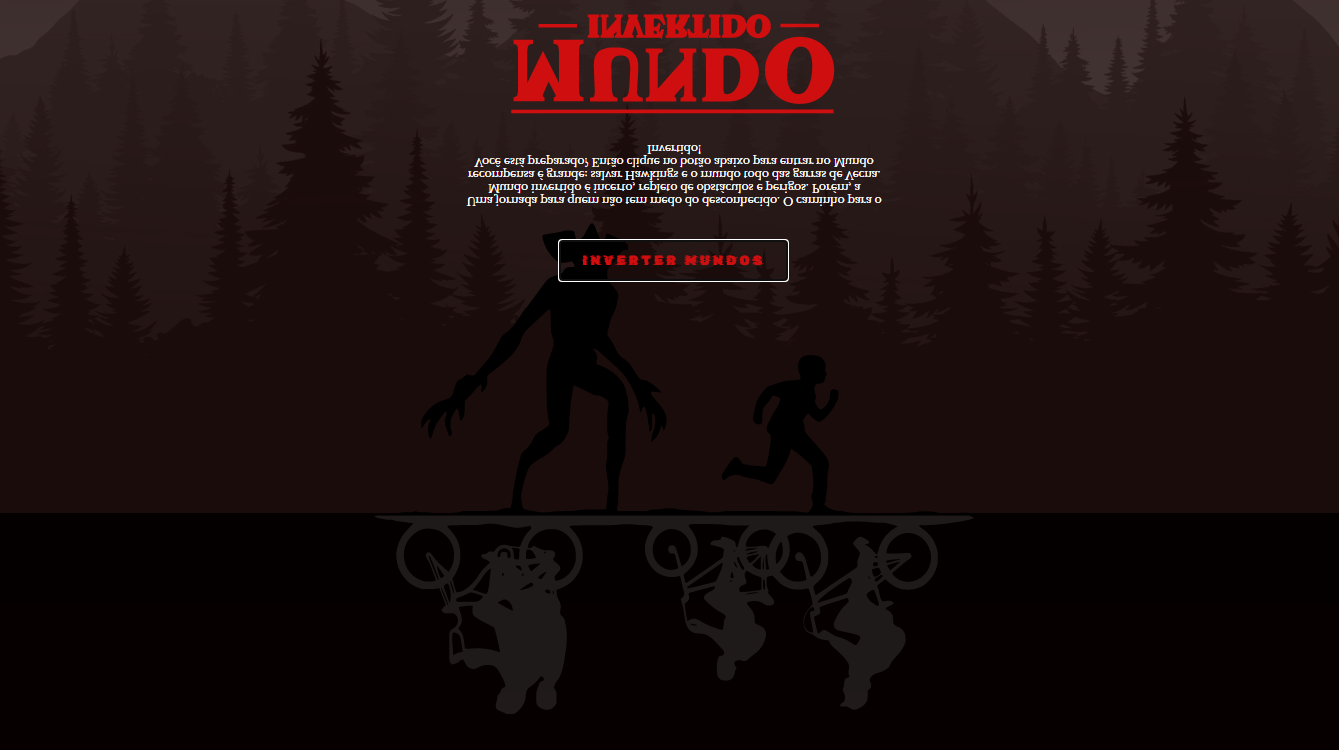 MUNDO
INVERTIDO
Uma jornada para quem não tem medo do desconhecido. O caminho para o
Mundo invertido é incerto, repleto de obstáculos e perigos. Porém, a
recompensa é grande: salvar Hawkings e o mundo todo das garras de Vecna.
Você está preparado? Então clique no botão abaixo para entrar no Mundo
Invertido!
INVERTER MUNDOS